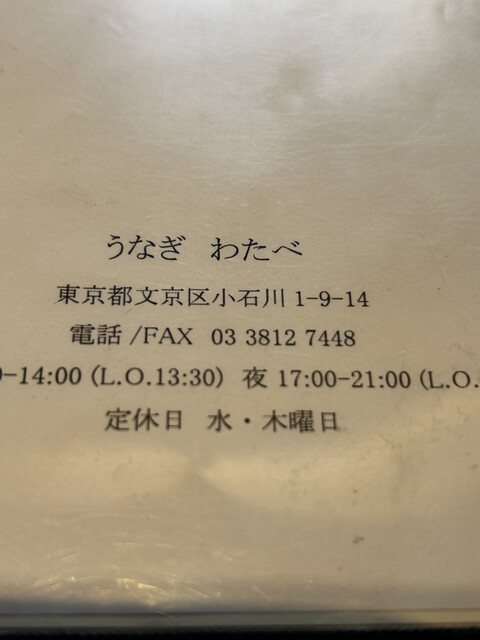 うなぎ わたべ
東京都文京区小石川1-9-14
電話/FAX 03 3812 7448
-14:00 (L.O.13:30) 夜 17:00-21:00 (L.O.
定休日 水・木曜日